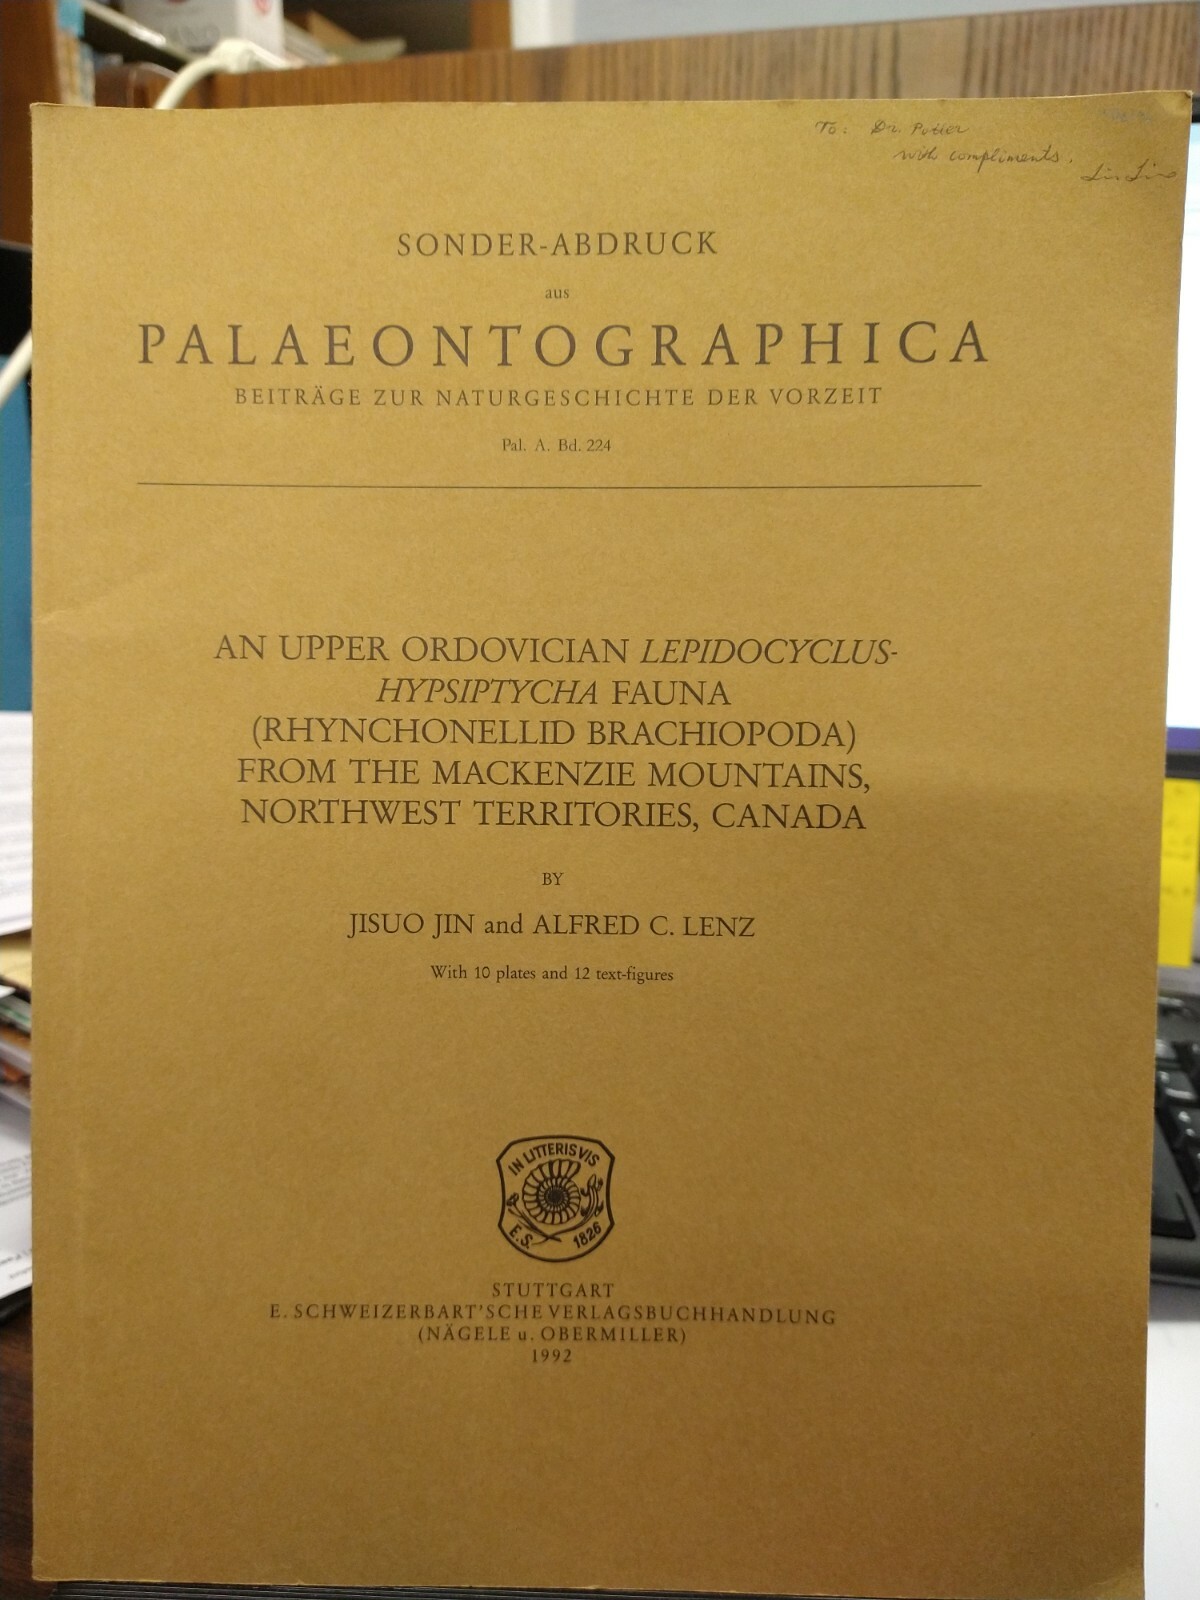 To: Dr. Potter
with compliments.
SONDER-ABDRUCK
aus
PALAEONTOGRAPHICA
BEITRÄGE ZUR NATURGESCHICHTE DER VORZEIT
Pal. A. Bd. 224
AN UPPER ORDOVICIAN LEPIDOCYCLUS-
HYPSIPTYCHA FAUNA
(RHYNCHONELLID BRACHIOPODA)
FROM THE MACKENZIE MOUNTAINS,
NORTHWEST TERRITORIES, CANADA
BY
JISUO JIN and ALFRED C. LENZ
With 10 plates and 12 text-figures
IN LITTERIS VIS
E.S. 1826
STUTTGART
E. SCHWEIZERBART'SCHE VERLAGSBUCHHANDLUNG
(NÄGELE u. OBERMILLER)
1992